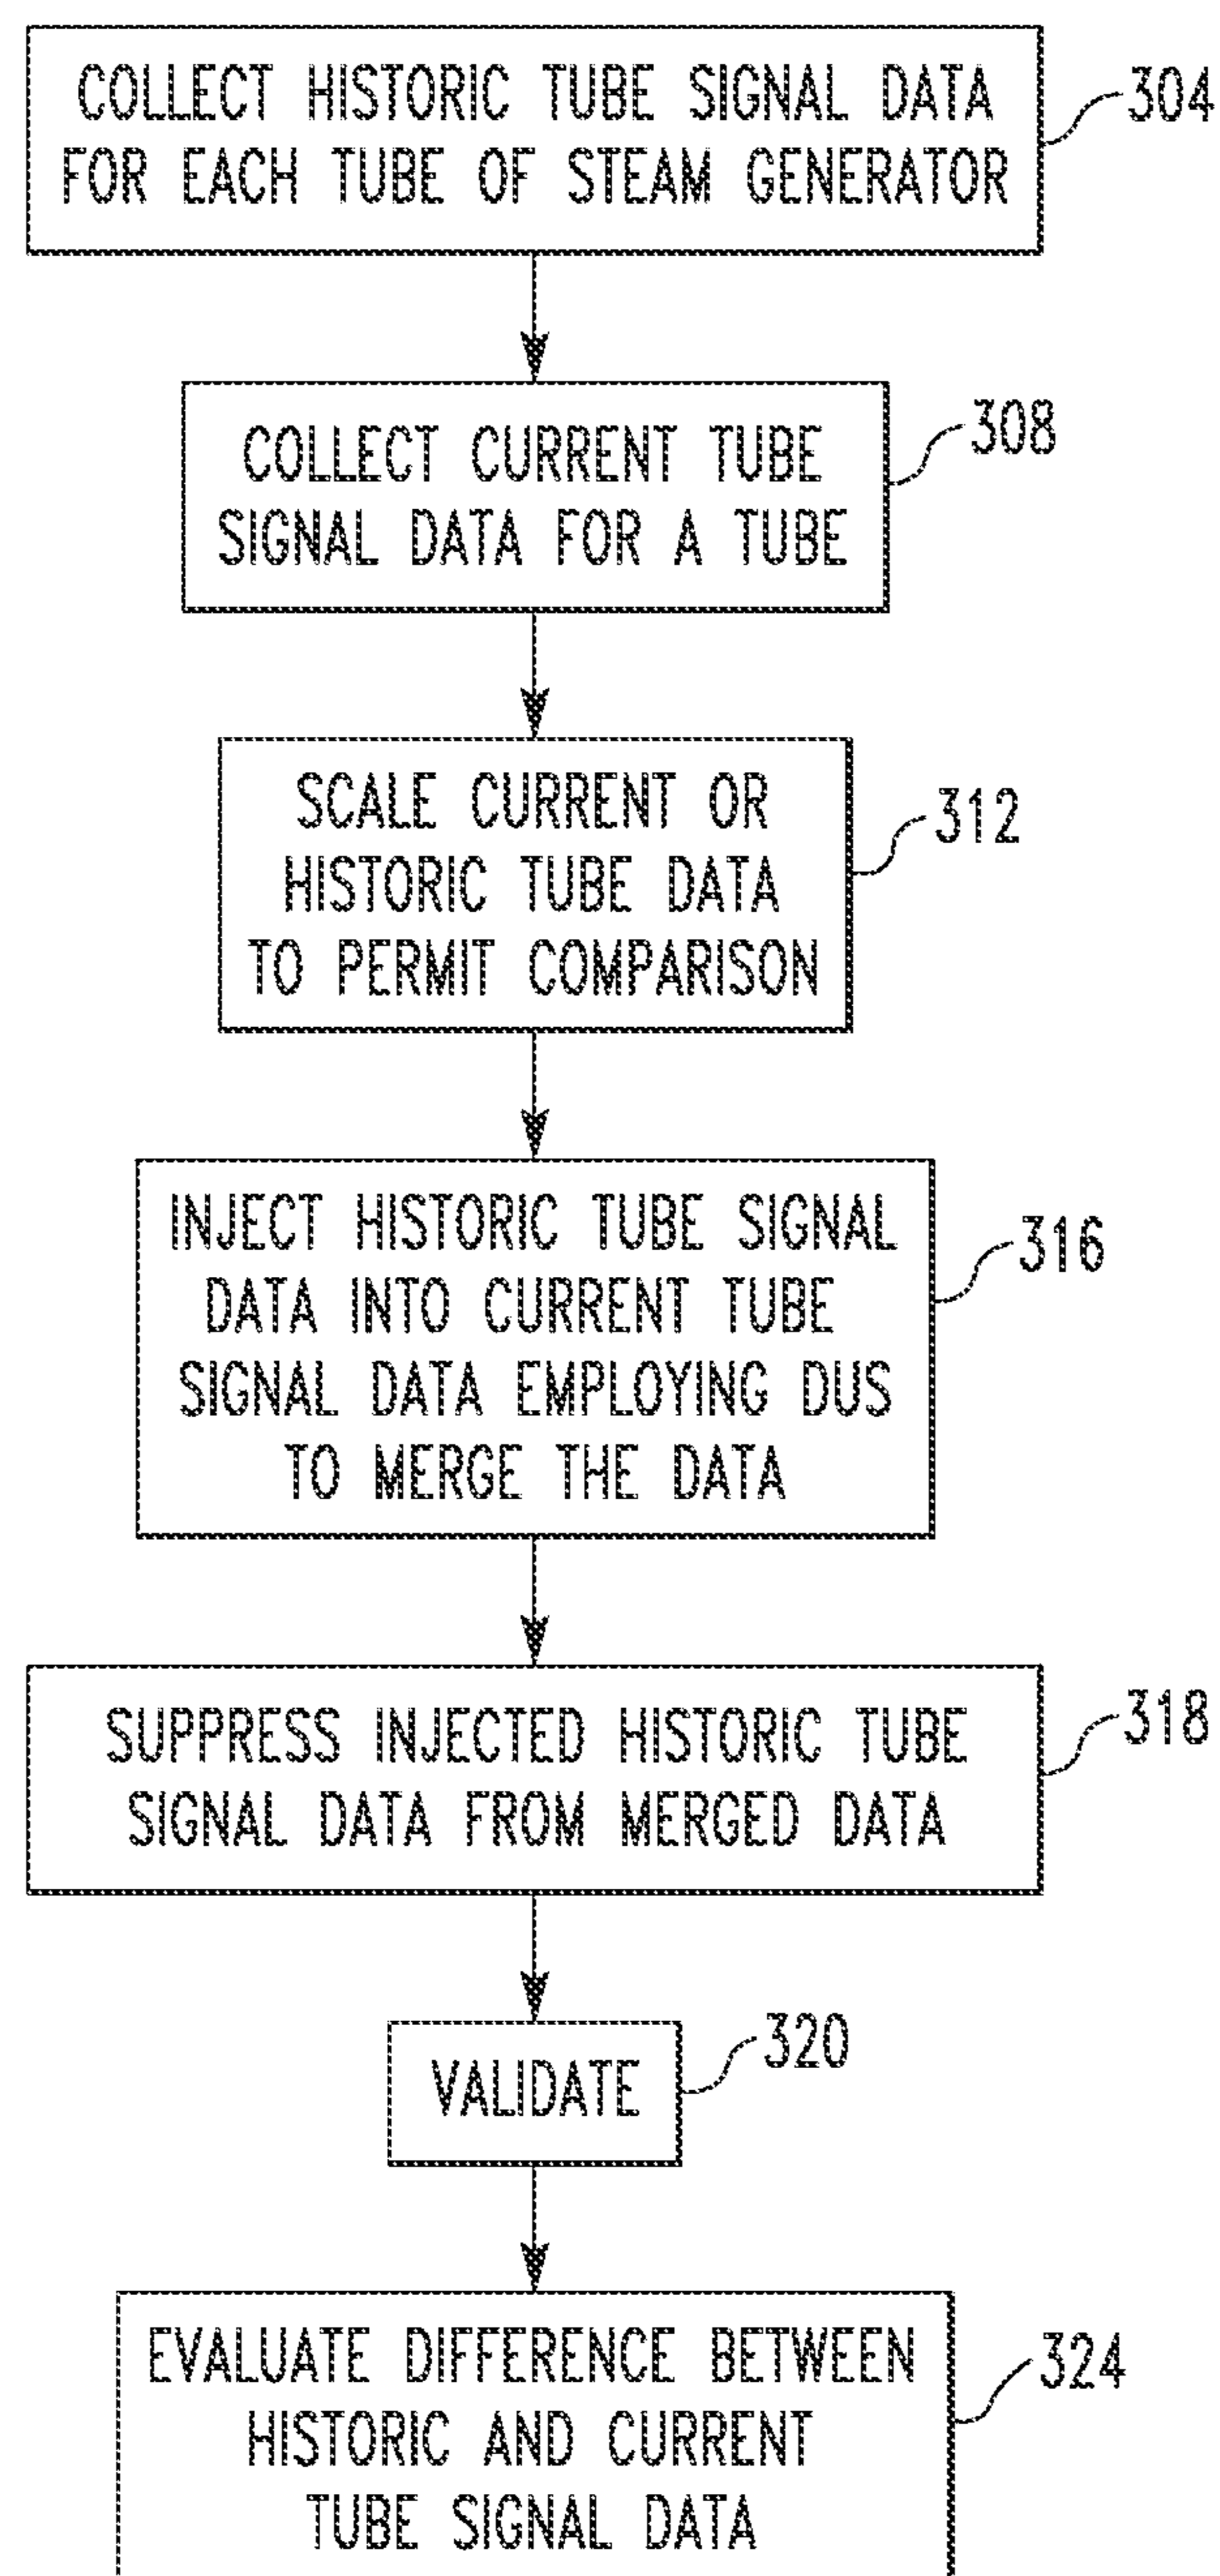 COLLECT HISTORIC TUBE SIGNAL DATA
FOR EACH TUBE OF STEAM GENERATOR
304
COLLECT CURRENT TUBE
SIGNAL DATA FOR A TUBE
308
SCALE CURRENT OR
HISTORIC TUBE DATA
TO PERMIT COMPARISON
312
INJECT HISTORIC TUBE SIGNAL
DATA INTO CURRENT TUBE
SIGNAL DATA EMPLOYING DUS
TO MERGE THE DATA
316
SUPPRESS INJECTED HISTORIC TUBE
SIGNAL DATA FROM MERGED DATA
318
VALIDATE
320
EVALUATE DIFFERENCE BETWEEN
HISTORIC AND CURRENT
TUBE SIGNAL DATA
324